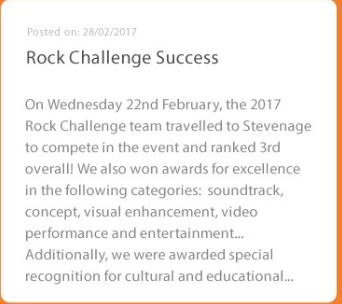 Posted on: 28/02/2017
Rock Challenge Success
On Wednesday 22nd February, the 2017
Rock Challenge team travelled to Stevenage
to compete in the event and ranked 3rd
overall! We also won awards for excellence
in the following categories: soundtrack,
concept, visual enhancement, video
performance and entertainment...
Additionally, we were awarded special
recognition for cultural and educational...